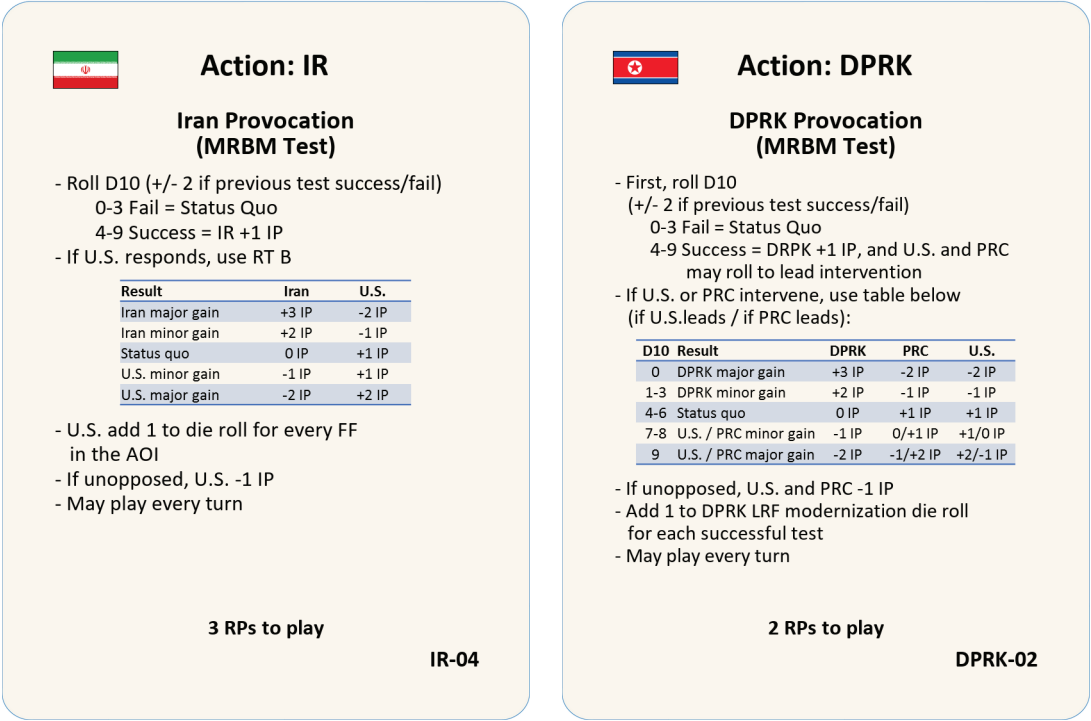 Action: IR
Iran Provocation
(MRBM Test)
- Roll D10 (+/- 2 if previous test success/fail)
0-3 Fail = Status Quo
4-9 Success = IR +1 IP
- If U.S. responds, use RT B
Result Iran U.S.
Iran major gain +3 IP -2 IP
Iran minor gain +2 IP -1 IP
Status quo 0 IP +1 IP
U.S. minor gain -1 IP +1 IP
U.S. major gain -2 IP +2 IP
- U.S. add 1 to die roll for every FF
in the AOI
- If unopposed, U.S. -1 IP
- May play every turn
3 RPs to play
IR-04
Action: DPRK
DPRK Provocation
(MRBM Test)
- First, roll D10
(+/- 2 if previous test success/fail)
0-3 Fail = Status Quo
4-9 Success = DRPK +1 IP, and U.S. and PRC
may roll to lead intervention
- If U.S. or PRC intervene, use table below
(if U.S.leads / if PRC leads):
D10 Result DPRK PRC U.S.
0 DPRK major gain +3 IP -2 IP -2 IP
1-3 DPRK minor gain +2 IP -1 IP -1 IP
4-6 Status quo 0 IP +1 IP +1 IP
7-8 U.S. / PRC minor gain -1 IP 0/+1 IP +1/0 IP
9 U.S. / PRC major gain -2 IP -1/+2 IP +2/-1 IP
- If unopposed, U.S. and PRC -1 IP
- Add 1 to DPRK LRF modernization die roll
for each successful test
- May play every turn
2 RPs to play
DPRK-02